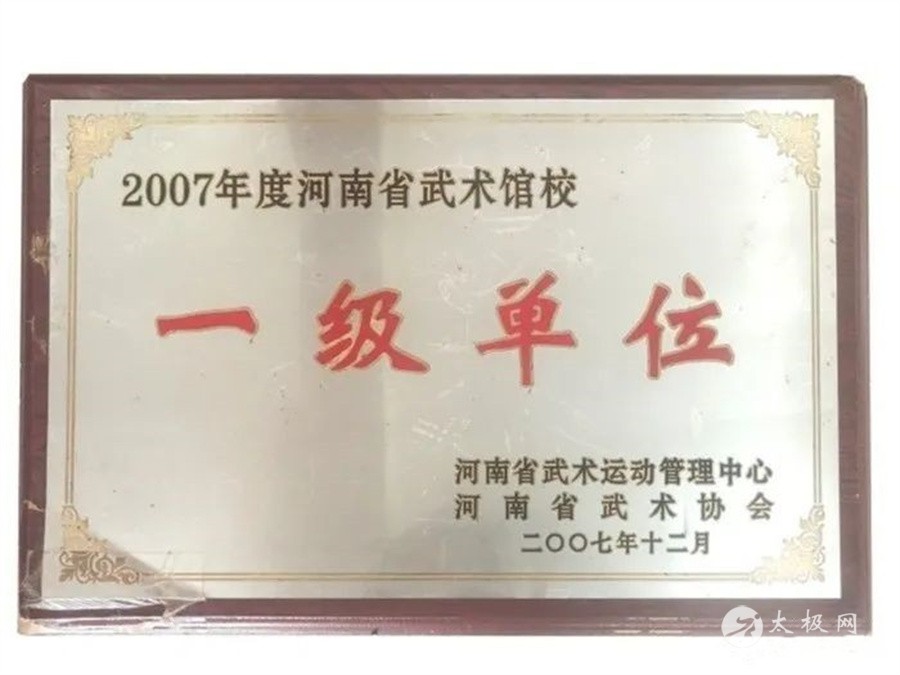 2007年度河南省武术馆校
一级单位
河南省武术运动管理中心
河南省武术协会
二〇〇七年十二月
太极网